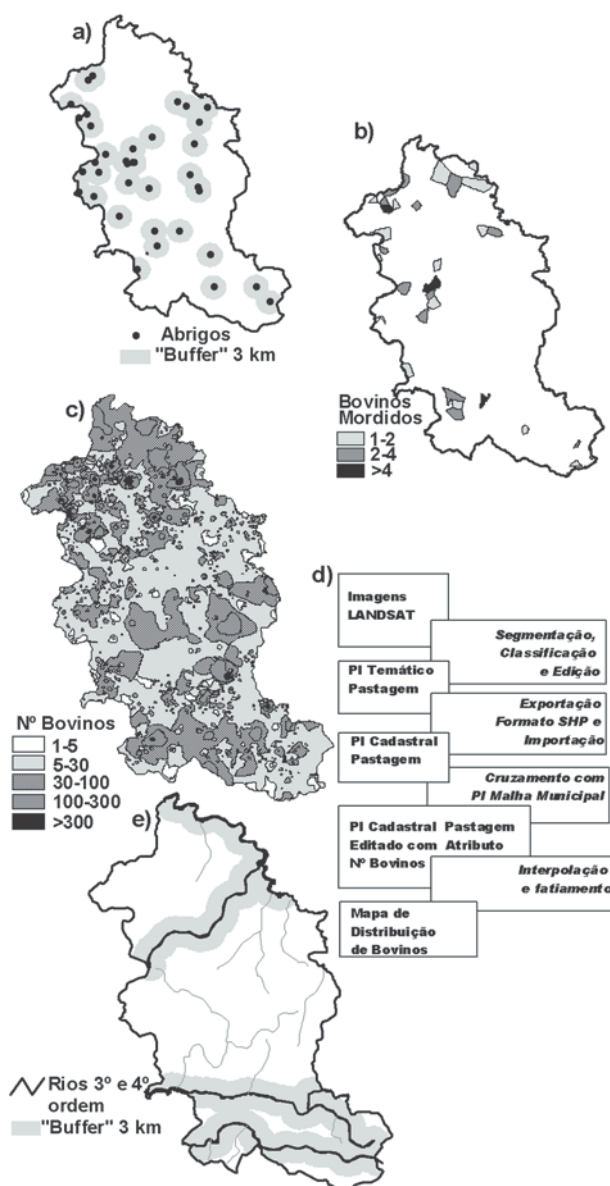 a)
Abrigos
"Buffer" 3 km
b)
Bovinos
Mordidos
1-2
2-4
>4
c)
Nº Bovinos
1-5
5-30
30-100
100-300
>300
d)
Imagens
LANDSAT
Segmentação,
Classificação
e Edição
PI Temático
Pastagem
Exportação
Formato SHP e
Importação
PI Cadastral
Pastagem
Cruzamento com
PI Malha Municipal
PI Cadastral Pastagem
Editado com Atributo
Nº Bovinos
Interpolação
e fatiamento
Mapa de
Distribuição
de Bovinos
e)
Rios 3º e 4º
ordem
"Buffer" 3 km